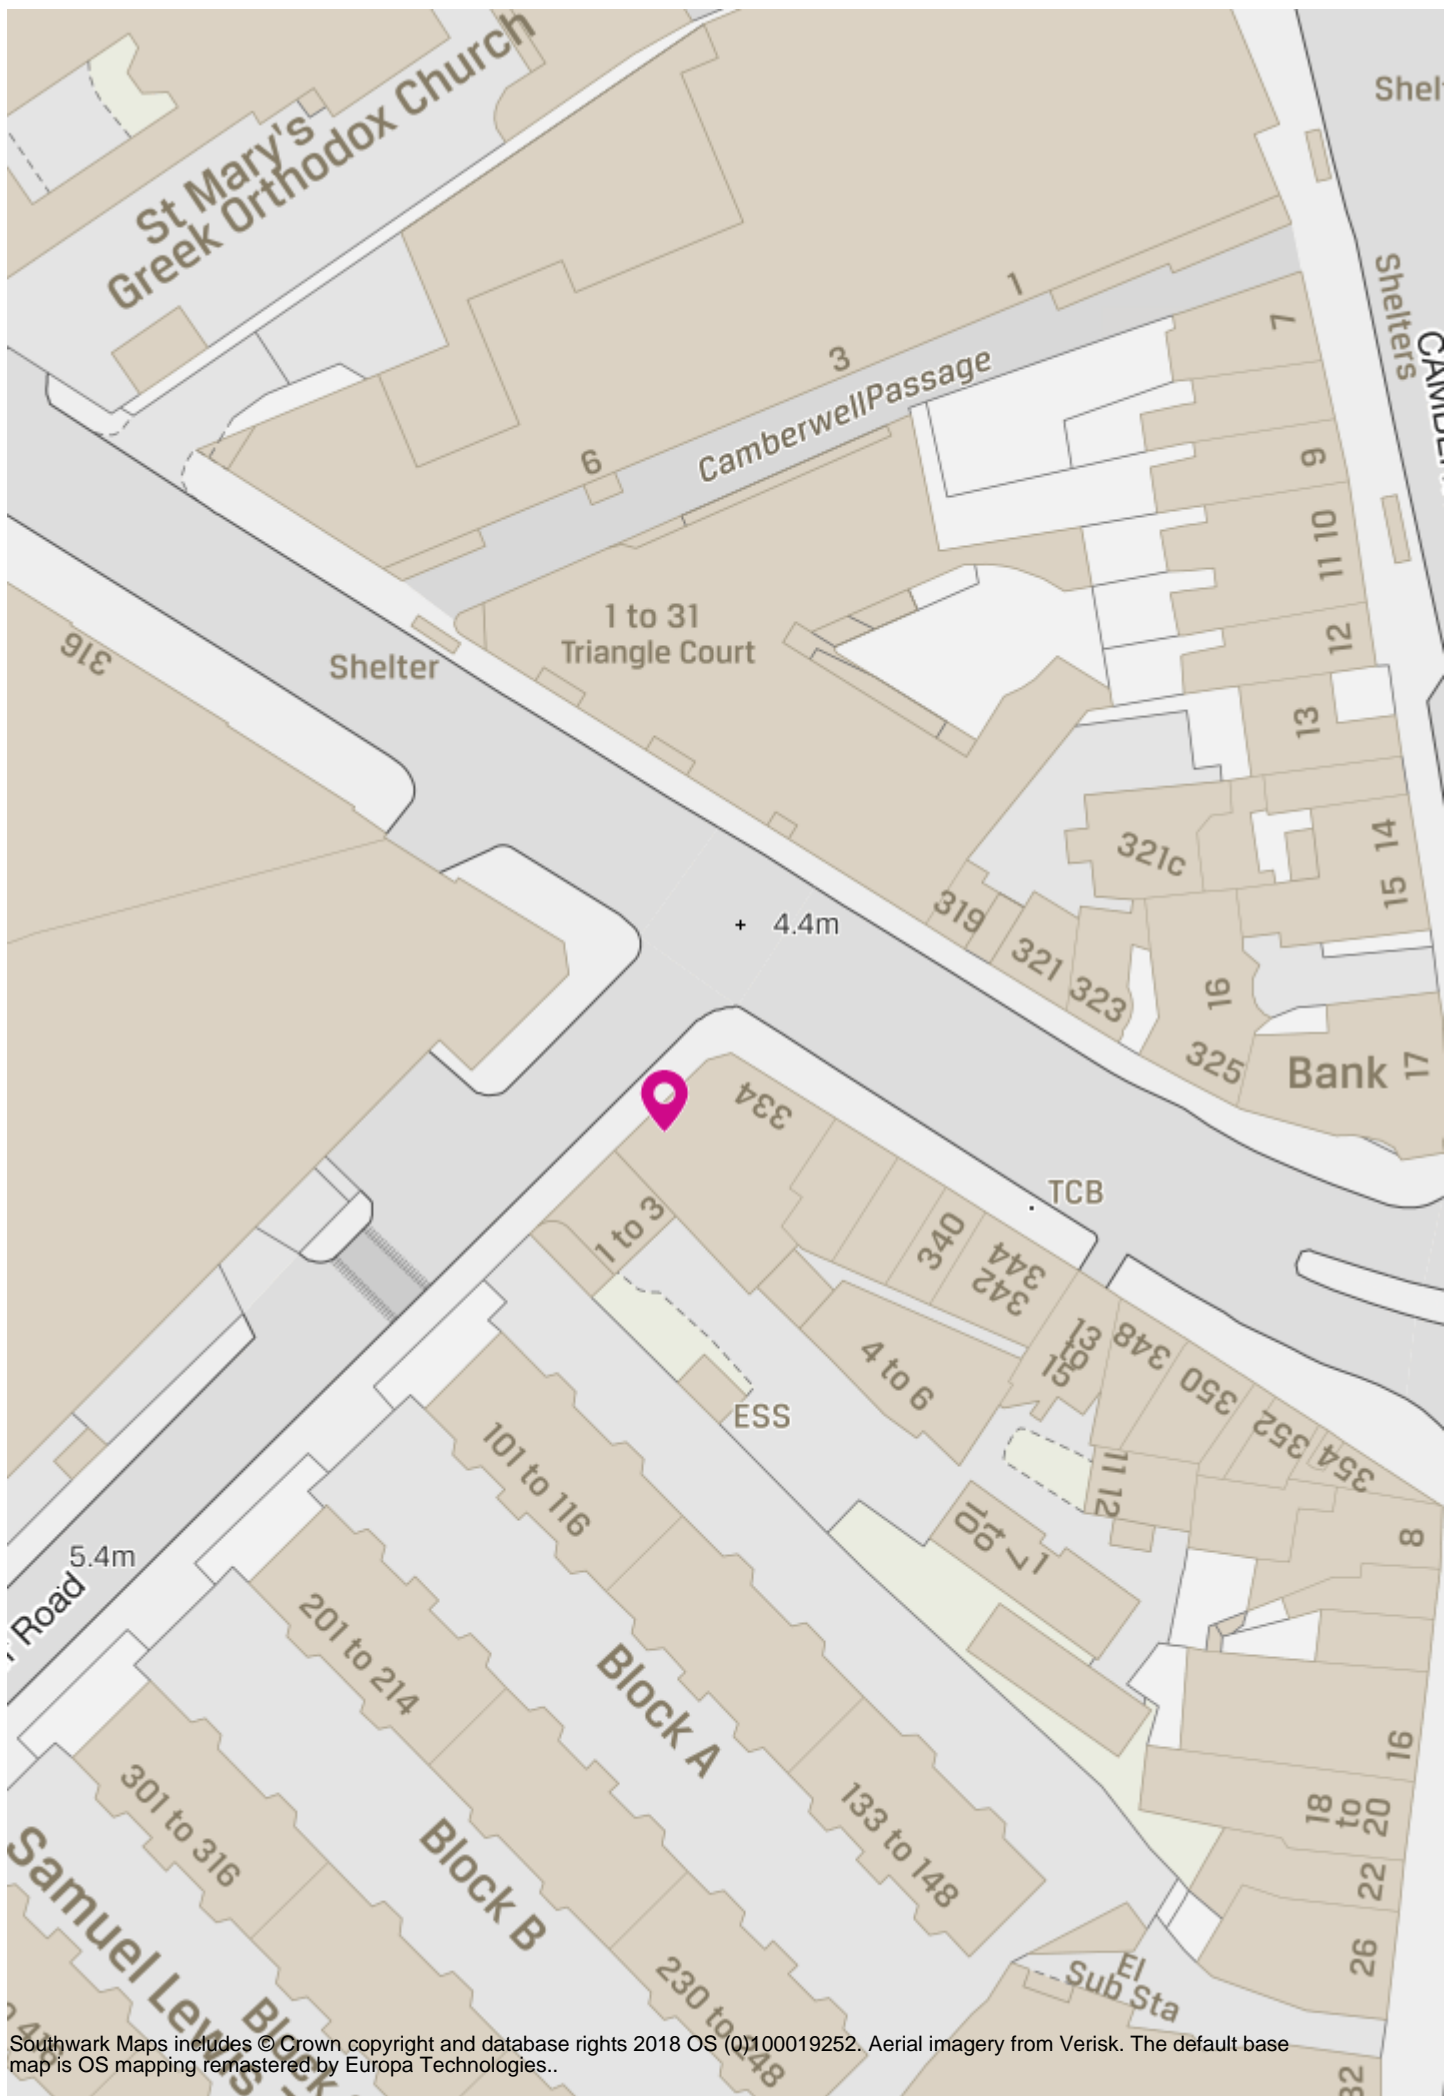 St Mary's
Greek Orthodox Church
Shelters
1
7
3
CamberwellPassage
6
9
10
11
1 to 31
Triangle Court
12
316
Shelter
13
321c
14
15
319
4.4m
321
323
16
325
Bank
17
334
TCB
1 to 3
340
344
342
13
to
15
348
350
352
354
4 to 6
ESS
11 12
8
101 to 116
7
to
10
1
5.4m
Road
201 to 214
Block A
16
301 to 316
133 to 148
18
to
20
Samuel Lewis
Block B
22
26
230 to 248
El
Sub Sta
Block
32
Southwark Maps includes © Crown copyright and database rights 2018 OS (0)100019252. Aerial imagery from Verisk. The default base
map is OS mapping remastered by Europa Technologies..